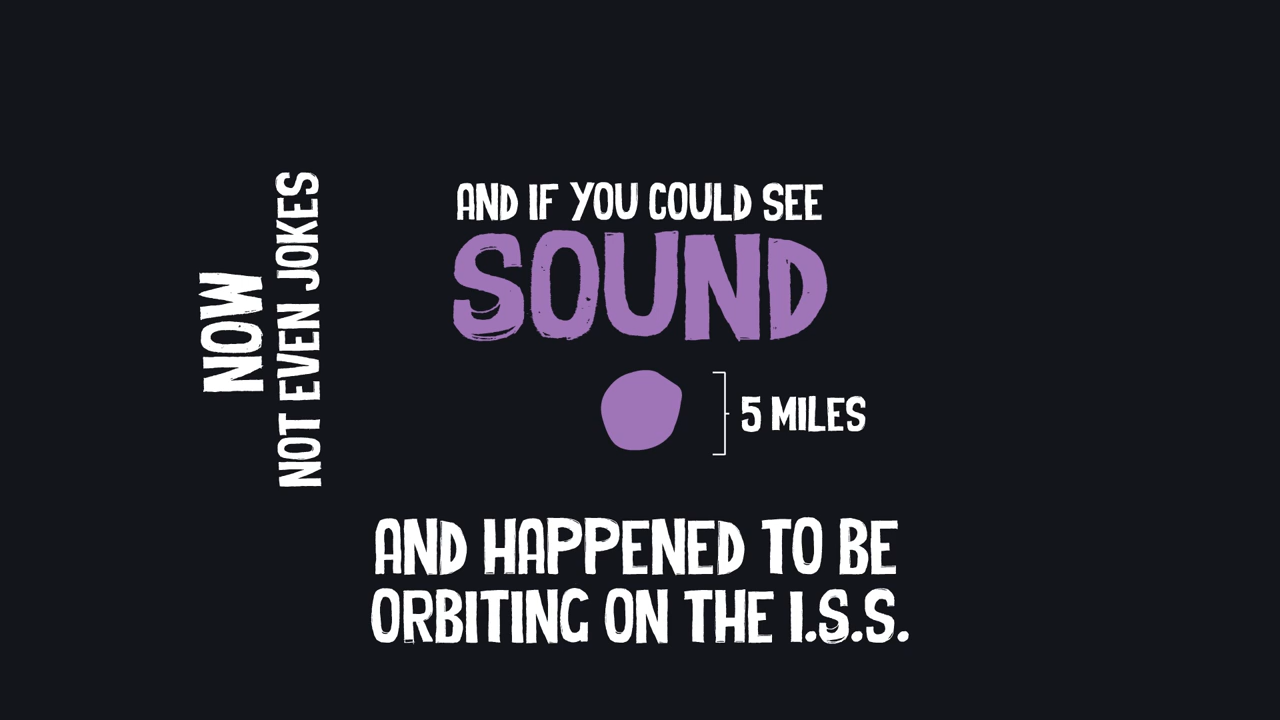 NOW
NOT EVEN JOKES
AND IF YOU COULD SEE
SOUND
5 MILES
AND HAPPENED TO BE
ORBITING ON THE I.S.S.